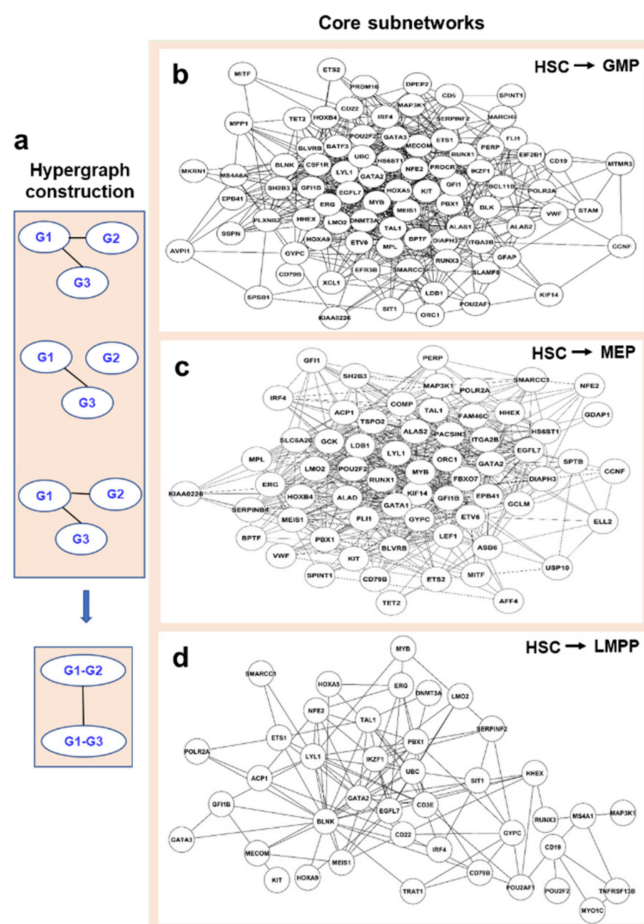 Core subnetworks
a
Hypergraph
construction
G1
G2
G3
G1
G2
G3
G1
G2
G3
G1-G2
G1-G3
b
HSC → GMP
MITF
ETS2
PRDM16
DPEP2
CD5
SPINT1
MPP1
TET2
HOXB4
CD22
IRF4
MAP3K1
SERPINF2
MARCH2
BLVRB
BATF3
POU2F2
GATA3
MECOM
ETS1
PERP
FLI1
MKRN1
MS4A6A
BLNK
CSF1R
UBC
HS6ST1
NFE2
PROCR
RUNX1
IKZF1
EIF2B1
CD19
MTMR3
EPB41
SH2B3
GFI1B
LYL1
GATA2
EGFL7
HOXA5
KIT
GFI1
BCL11B
POLR2A
SSPN
PLXNB2
HHEX
ERG
LMO2
DNMT3A
MYB
MEIS1
PBX1
ALAS1
BLK
ALAS2
VWF
STAM
AVPI1
GYPC
HOXA9
ETV6
TAL1
MPL
BPTF
DIAPH3
ITGA2B
CCNF
CD79B
EFR3B
SMARCC1
RUNX3
SLAMF8
GFAP
SPSB1
XCL1
LDB1
POU2AF1
KIF14
KIAA0226
SIT1
ORC1
c
HSC → MEP
GFI1
SH2B3
PERP
MAP3K1
POLR2A
SMARCC1
NFE2
IRF4
ACP1
COMP
TAL1
FAM46C
HHEX
HS6ST1
GDAP1
SLC6A20
GCK
TSPO2
LDB1
ALAS2
PACSIN3
ITGA2B
EGFL7
MPL
LMO2
POU2F2
LYL1
ORC1
GATA2
SPTB
KIAA0226
ERG
RUNX1
MYB
FBXO7
DIAPH3
CCNF
SERPINB4
HOXB4
ALAD
KIF14
GFI1B
EPB41
GCLM
MEIS1
GATA1
GYPC
ETV6
ELL2
BPTF
PBX1
FLI1
BLVRB
LEF1
ASB6
VWF
KIT
USP10
SPINT1
CD79B
ETS2
MITF
TET2
AFF4
d
HSC → LMPP
MYB
SMARCC1
HOXA5
ERG
DNMT3A
LMO2
NFE2
TAL1
SERPINF2
ETS1
LYL1
IKZF1
PBX1
POLR2A
ACP1
UBC
SIT1
HHEX
GFI1B
GATA2
EGFL7
CD3E
RUNX3
MS4A1
MAP3K1
BLNK
GATA3
CD22
IRF4
GYPC
CD19
MECOM
MEIS1
CD79B
KIT
HOXA9
TRAT1
POU2AF1
POU2F2
TNFRSF13B
MYO1C